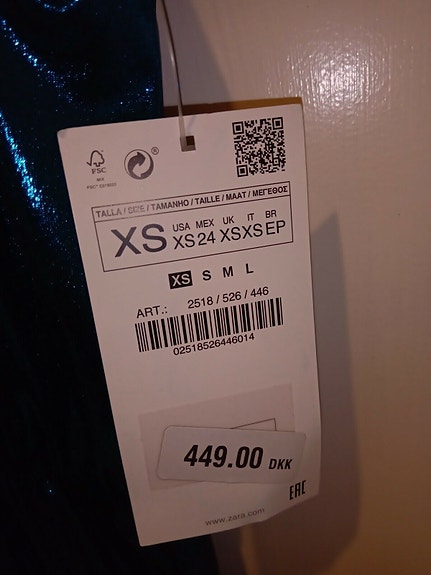 FSC
MIX
®
TALLA / SIZE / TAMANHO / TAILLE / MAAT / ΜΕΓΕΘΟΣ
XS USA XS MEX 24 UK XS IT XS BR EP
XS S M L
ART.: 2518 / 526 / 446
02518526446014
449.00 DKK
EAC
www.zara.com